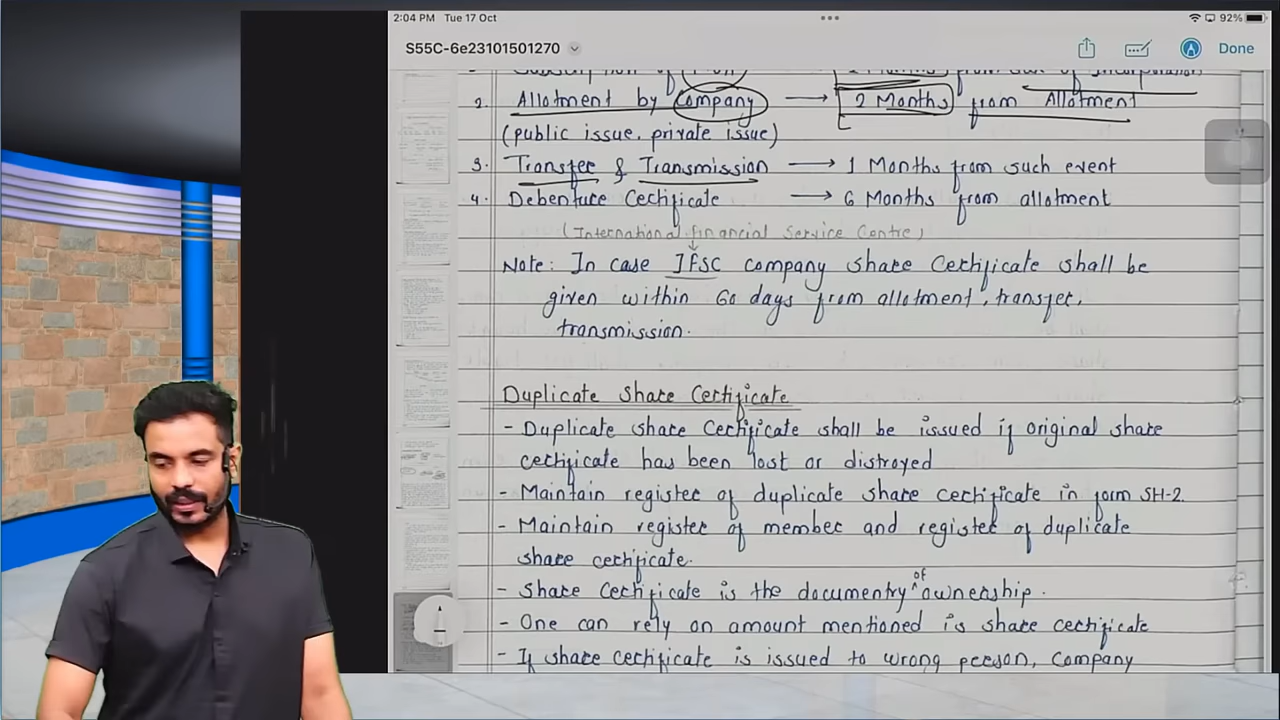 2:04 PM Tue 17 Oct
92%
S55C-6e23101501270
Done
2. Allotment by Company → 2 Months from Allotment
(public issue, private issue)
3. Transfer & Transmission → 1 Months from such event
4. Debenture Certificate → 6 Months from allotment
(International financial Service Centre)
Note: In case IFSC company share Certificate shall be
given within 60 days from allotment, transfer,
transmission.
Duplicate Share Certificate
- Duplicate share Certificate shall be issued if original share
certificate has been lost or distroyed
- Maintain register of duplicate share certificate in form SH-2.
- Maintain register of member and register of duplicate
share certificate.
- Share Certificate is the documentry of ownership.
- One can rely on amount mentioned is share certificate
- If share certificate is issued to wrong person, Company